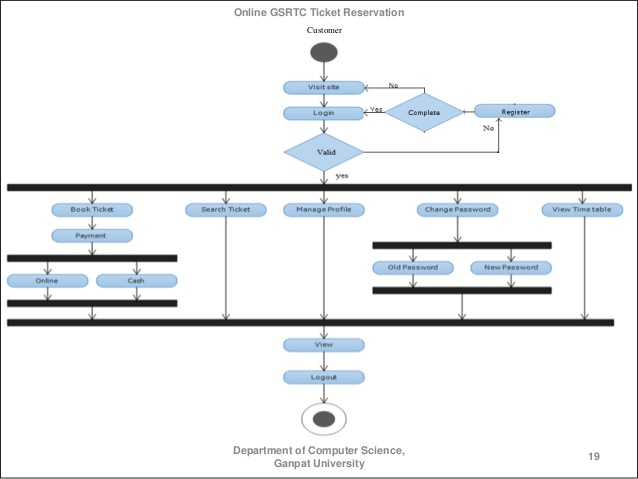 Online GSRTC Ticket Reservation
Customer
Visit site
No
Login
Yes
Complete
Register
No
Valid
yes
Book Ticket
Search Ticket
Manage Profile
Change Password
View Time table
Payment
Online
Cash
Old Password
New Password
View
Logout
Department of Computer Science,
Ganpat University
19